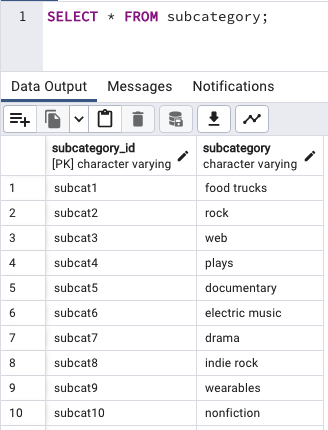 1 SELECT * FROM subcategory;
Data Output Messages Notifications
subcategory_id subcategory
[PK] character varying character varying
1 subcat1 food trucks
2 subcat2 rock
3 subcat3 web
4 subcat4 plays
5 subcat5 documentary
6 subcat6 electric music
7 subcat7 drama
8 subcat8 indie rock
9 subcat9 wearables
10 subcat10 nonfiction